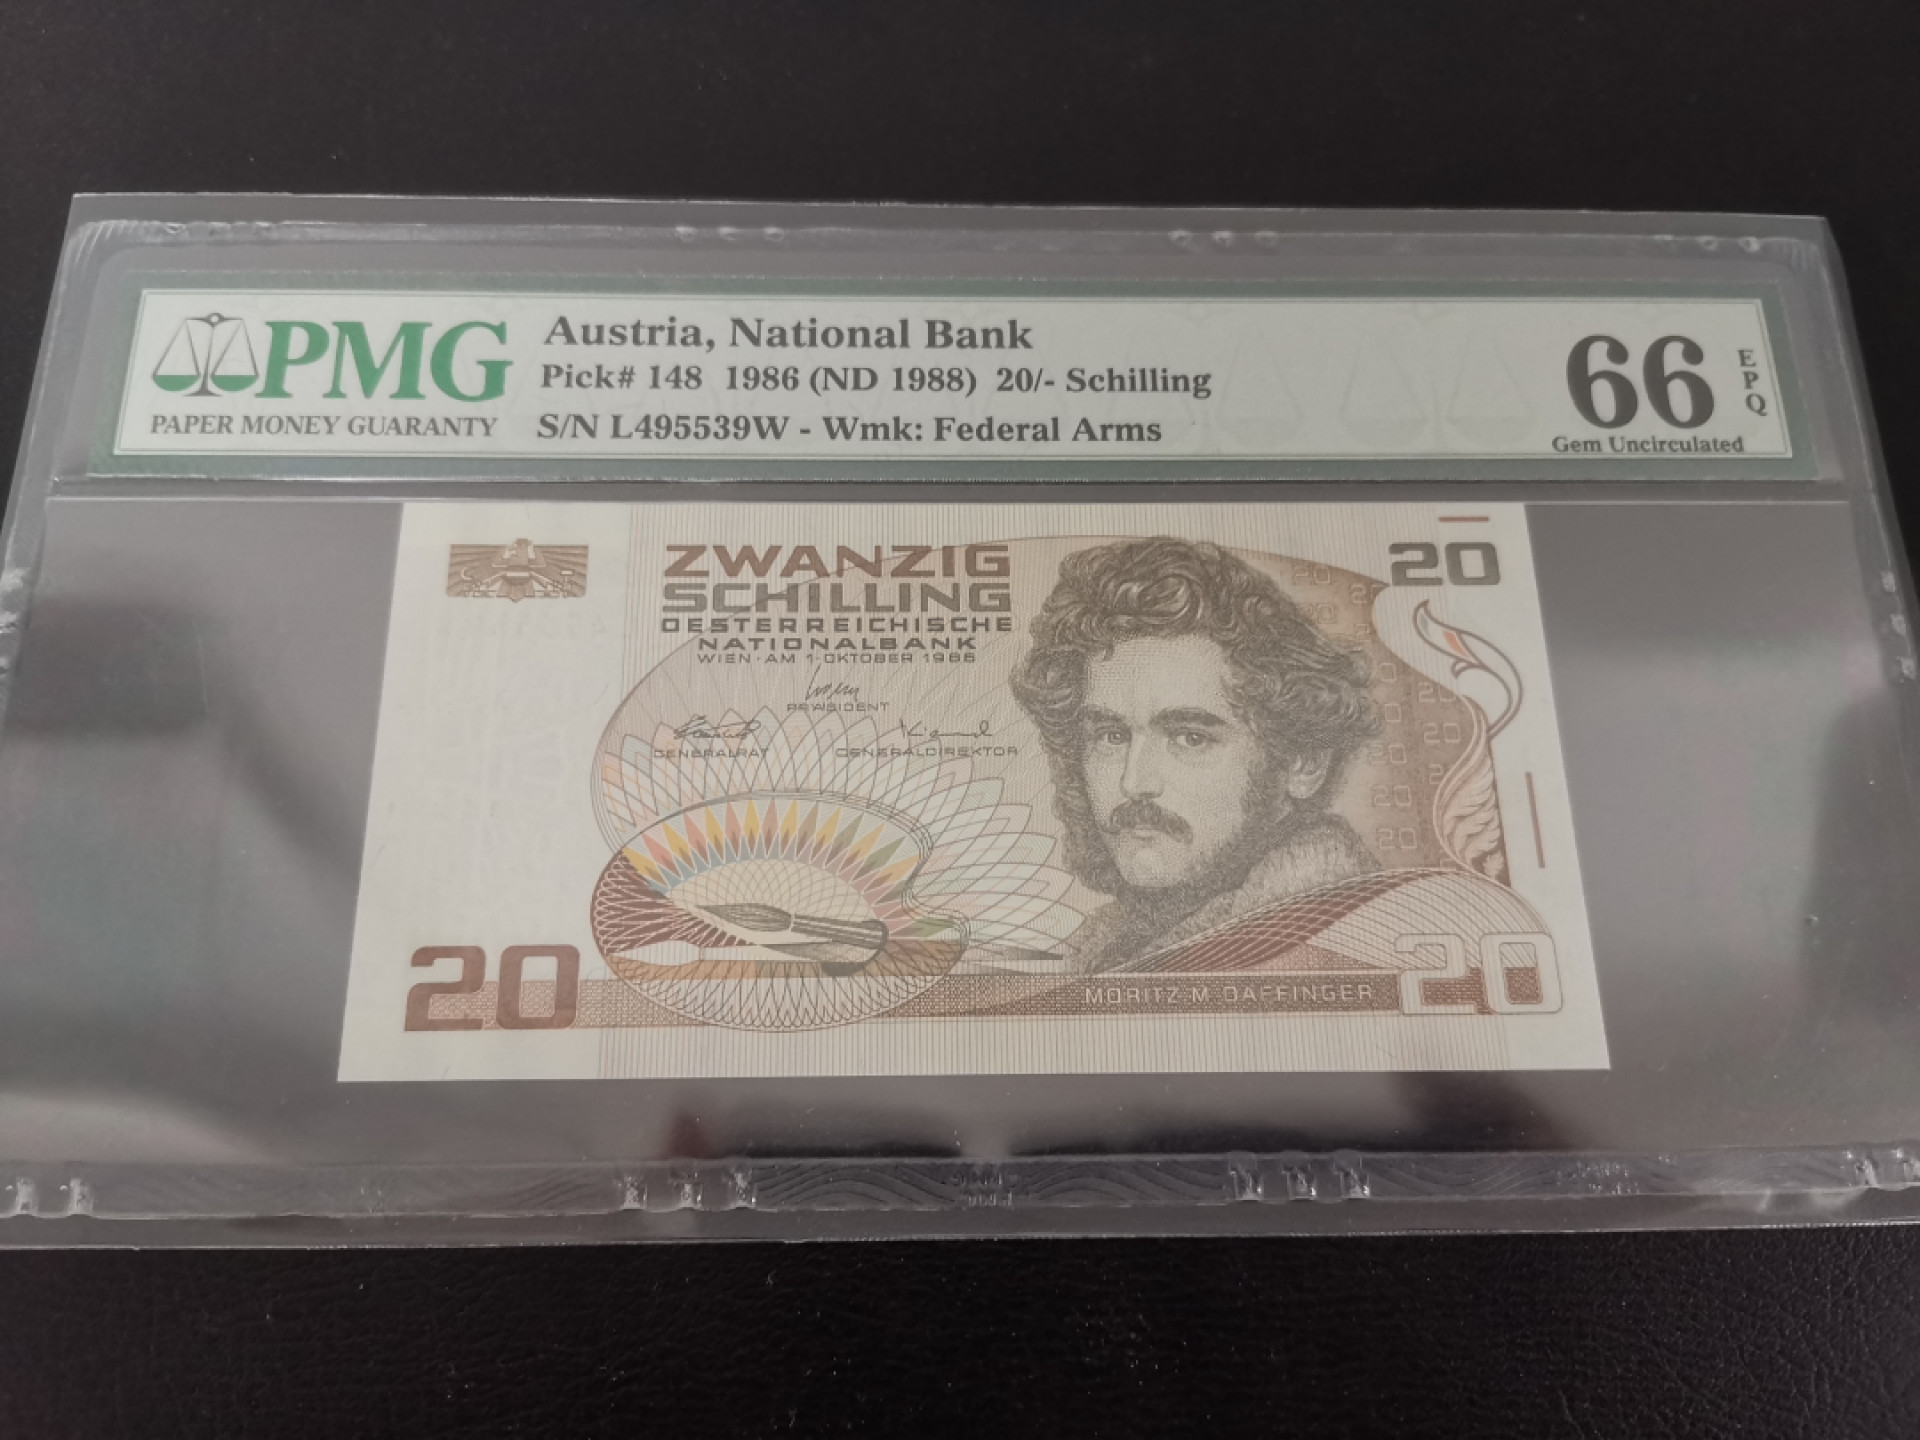 PMG
PAPER MONEY GUARANTY
Austria, National Bank
Pick# 148 1986 (ND 1988) 20/- Schilling
S/N L495539W - Wmk: Federal Arms
66
EPQ
Gem Uncirculated
ZWANZIG
SCHILLING
OESTERREICHISCHE
NATIONALBANK
WIEN·AM 1·OKTOBER 1986
PRÄSIDENT
GENERALRAT
GENERALDIREKTOR
20
20
MORITZ M. DAFFINGER
20